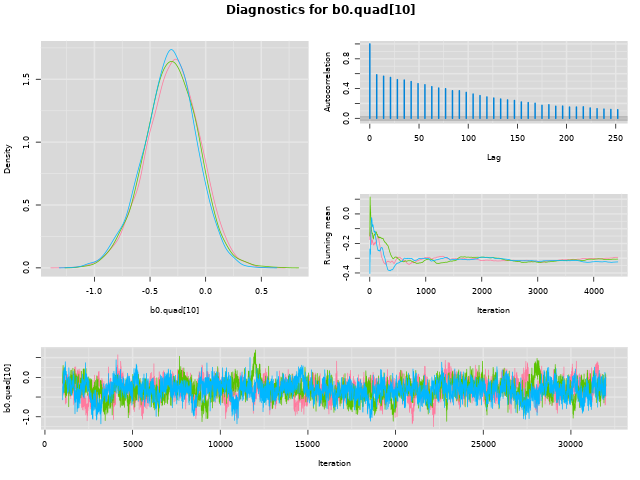 Diagnostics for b0.quad[10]
Density
0.0 0.5 1.0 1.5
-1.0 -0.5 0.0 0.5
b0.quad[10]
Autocorrelation
0.0 0.4 0.8
0 50 100 150 200 250
Lag
Running mean
-0.4 -0.2 0.0
0 1000 2000 3000 4000
Iteration
b0.quad[10]
-1.0 0.0
0 5000 10000 15000 20000 25000 30000
Iteration